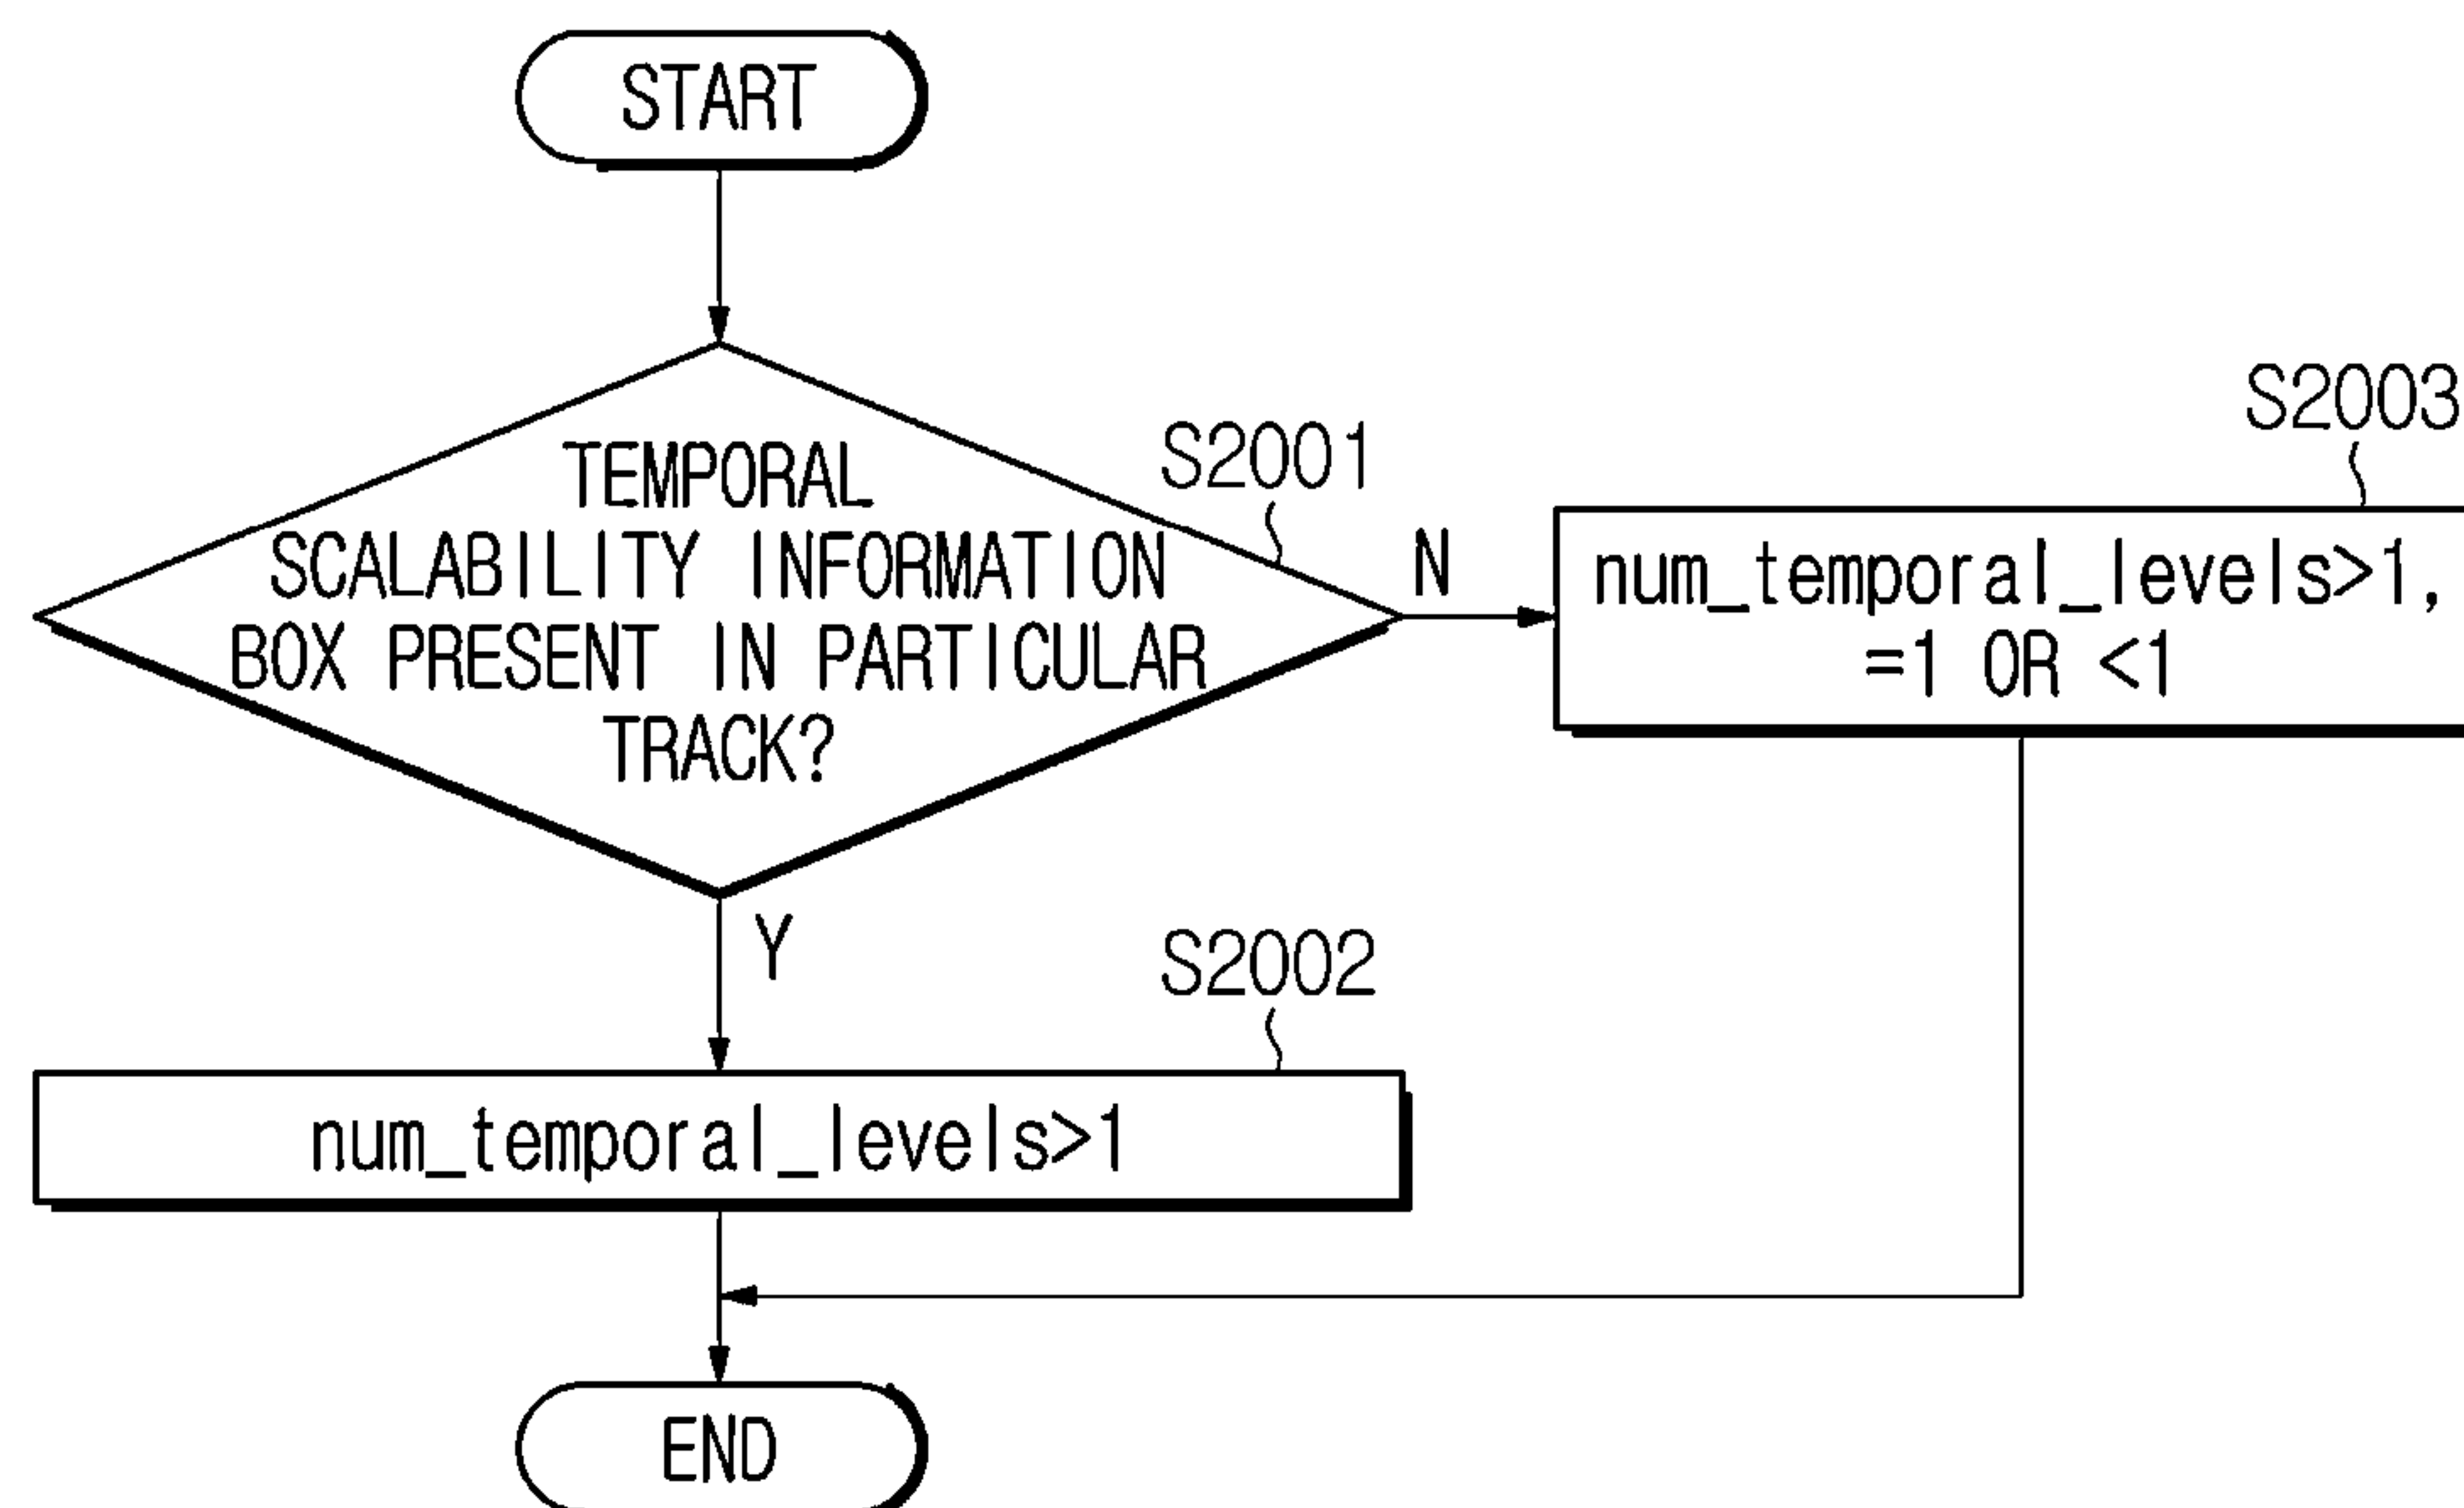 START
TEMPORAL
SCALABILITY INFORMATION
BOX PRESENT IN PARTICULAR
TRACK?
S2001
N
S2003
num_temporal_levels>1,
=1 OR <1
Y
S2002
num_temporal_levels>1
END